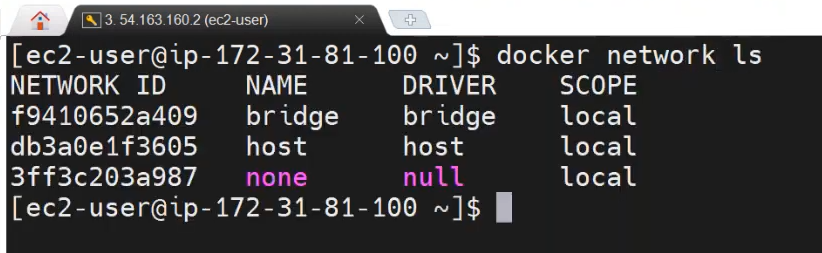 3. 54.163.160.2 (ec2-user)
[ec2-user@ip-172-31-81-100 ~]$ docker network ls
NETWORK ID     NAME      DRIVER    SCOPE
f9410652a409   bridge    bridge    local
db3a0e1f3605   host      host      local
3ff3c203a987   none      null      local
[ec2-user@ip-172-31-81-100 ~]$